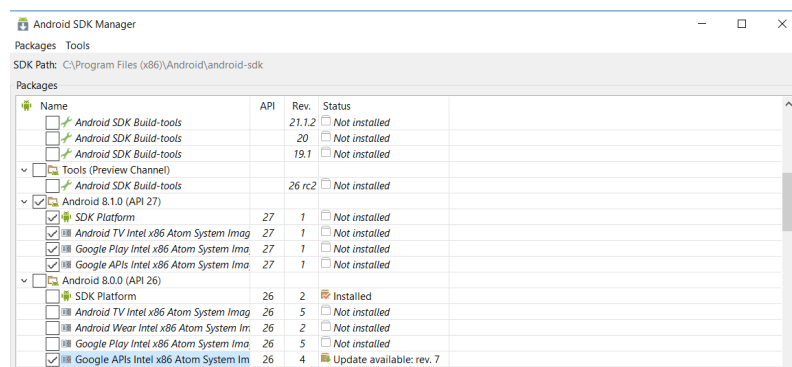 Android SDK Manager
Packages Tools
SDK Path: C:\Program Files (x86)\Android\android-sdk
Packages
Name API Rev. Status
Android SDK Build-tools 21.1.2 Not installed
Android SDK Build-tools 20 Not installed
Android SDK Build-tools 19.1 Not installed
Tools (Preview Channel)
Android SDK Build-tools 26 rc2 Not installed
Android 8.1.0 (API 27)
SDK Platform 27 1 Not installed
Android TV Intel x86 Atom System Imag 27 1 Not installed
Google Play Intel x86 Atom System Ima 27 1 Not installed
Google APIs Intel x86 Atom System Ima 27 1 Not installed
Android 8.0.0 (API 26)
SDK Platform 26 2 Installed
Android TV Intel x86 Atom System Imag 26 5 Not installed
Android Wear Intel x86 Atom System Im 26 2 Not installed
Google Play Intel x86 Atom System Ima 26 5 Not installed
Google APIs Intel x86 Atom System Im 26 4 Update available: rev. 7